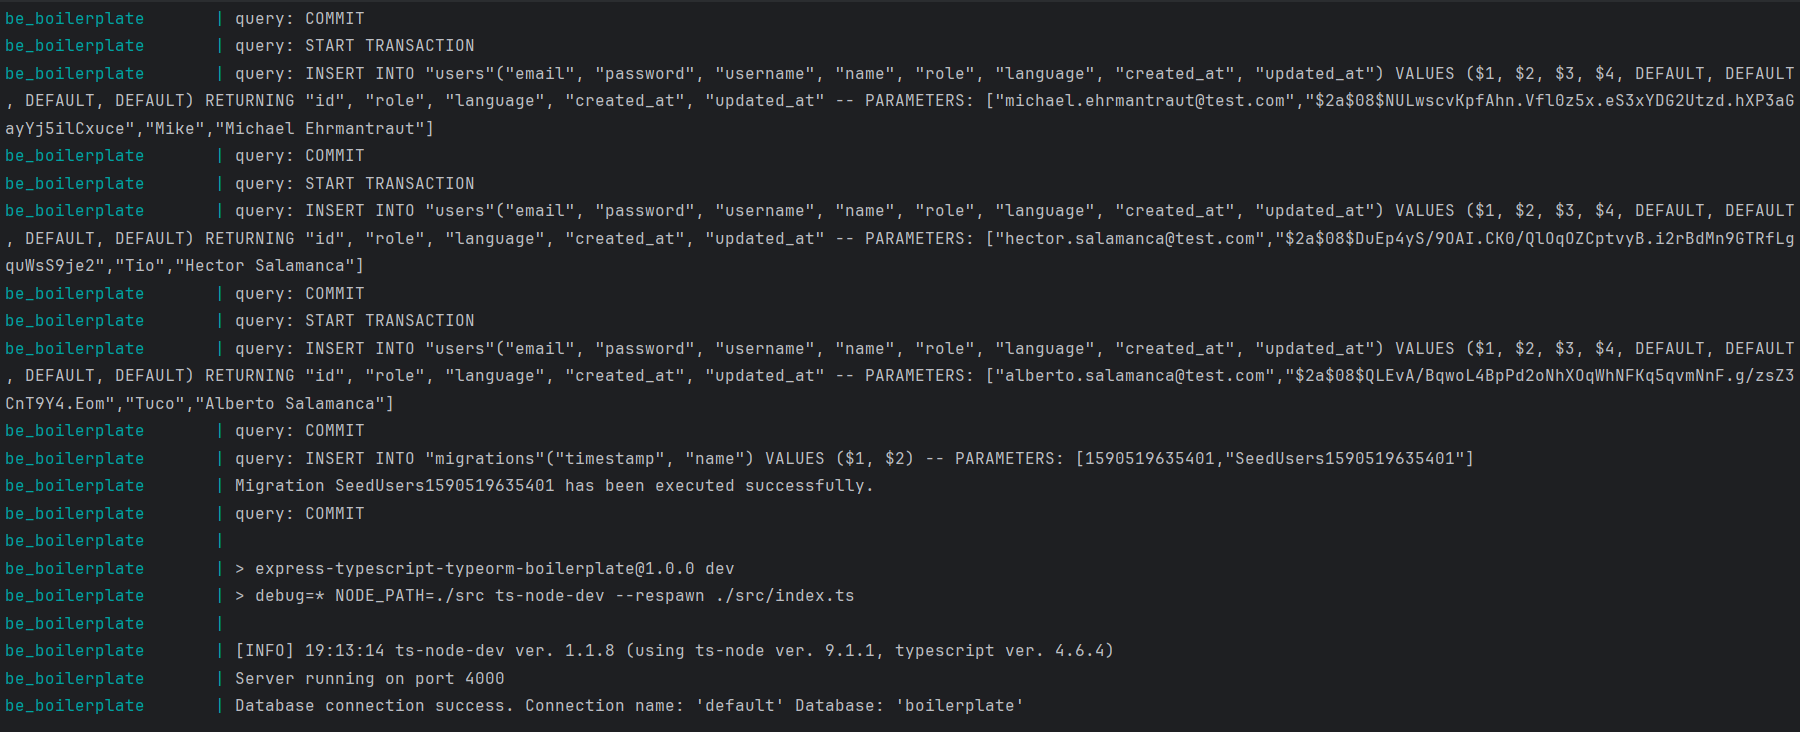 be_boilerplate | query: COMMIT
be_boilerplate | query: START TRANSACTION
be_boilerplate | query: INSERT INTO "users"("email", "password", "username", "name", "role", "language", "created_at", "updated_at") VALUES ($1, $2, $3, $4, DEFAULT, DEFAULT
, DEFAULT, DEFAULT) RETURNING "id", "role", "language", "created_at", "updated_at" -- PARAMETERS: ["michael.ehrmantraut@test.com","$2a$08$NULwscvKpfAhn.Vfl0z5x.eS3xYDG2Utzd.hXP3aG
ayYj5ilCxuce","Mike","Michael Ehrmantraut"]
be_boilerplate | query: COMMIT
be_boilerplate | query: START TRANSACTION
be_boilerplate | query: INSERT INTO "users"("email", "password", "username", "name", "role", "language", "created_at", "updated_at") VALUES ($1, $2, $3, $4, DEFAULT, DEFAULT
, DEFAULT, DEFAULT) RETURNING "id", "role", "language", "created_at", "updated_at" -- PARAMETERS: ["hector.salamanca@test.com","$2a$08$DuEp4yS/9OAI.CK0/QlOqOZCptvyB.i2rBdMn9GTRfLg
quWsS9je2","Tio","Hector Salamanca"]
be_boilerplate | query: COMMIT
be_boilerplate | query: START TRANSACTION
be_boilerplate | query: INSERT INTO "users"("email", "password", "username", "name", "role", "language", "created_at", "updated_at") VALUES ($1, $2, $3, $4, DEFAULT, DEFAULT
, DEFAULT, DEFAULT) RETURNING "id", "role", "language", "created_at", "updated_at" -- PARAMETERS: ["alberto.salamanca@test.com","$2a$08$QLEvA/BqwoL4BpPd2oNhXOqWhNFKq5qvmNnF.g/zsZ3
CnT9Y4.Eom","Tuco","Alberto Salamanca"]
be_boilerplate | query: COMMIT
be_boilerplate | query: INSERT INTO "migrations"("timestamp", "name") VALUES ($1, $2) -- PARAMETERS: [1590519635401,"SeedUsers1590519635401"]
be_boilerplate | Migration SeedUsers1590519635401 has been executed successfully.
be_boilerplate | query: COMMIT
be_boilerplate |
be_boilerplate | > express-typescript-typeorm-boilerplate@1.0.0 dev
be_boilerplate | > debug=* NODE_PATH=./src ts-node-dev --respawn ./src/index.ts
be_boilerplate |
be_boilerplate | [INFO] 19:13:14 ts-node-dev ver. 1.1.8 (using ts-node ver. 9.1.1, typescript ver. 4.6.4)
be_boilerplate | Server running on port 4000
be_boilerplate | Database connection success. Connection name: 'default' Database: 'boilerplate'